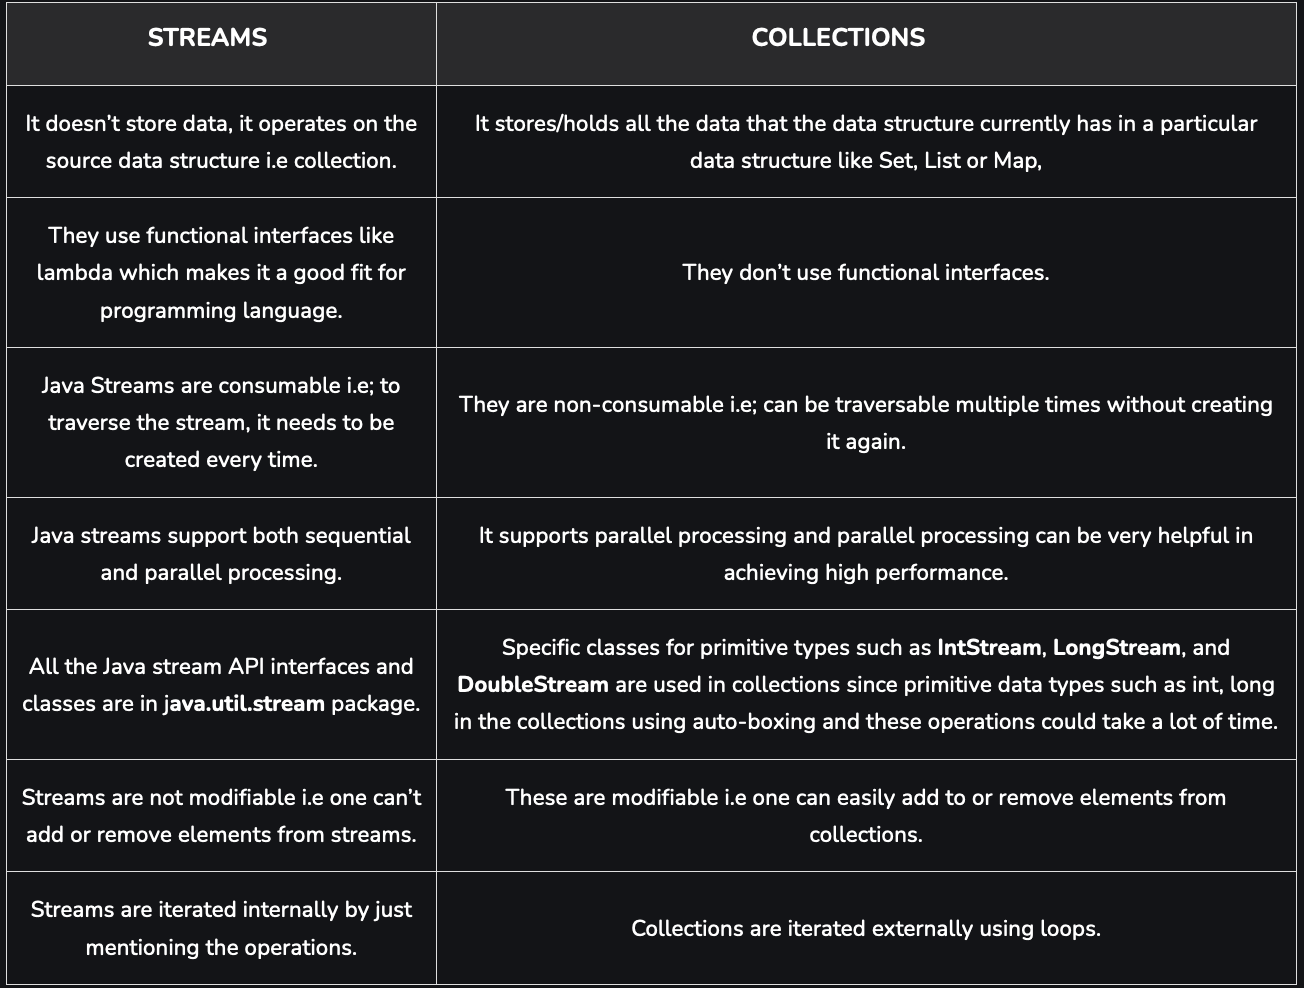 STREAMS
COLLECTIONS
It doesn’t store data, it operates on the
source data structure i.e collection.
It stores/holds all the data that the data structure currently has in a particular
data structure like Set, List or Map,
They use functional interfaces like
lambda which makes it a good fit for
programming language.
They don’t use functional interfaces.
Java Streams are consumable i.e; to
traverse the stream, it needs to be
created every time.
They are non-consumable i.e; can be traversable multiple times without creating
it again.
Java streams support both sequential
and parallel processing.
It supports parallel processing and parallel processing can be very helpful in
achieving high performance.
All the Java stream API interfaces and
classes are in java.util.stream package.
Specific classes for primitive types such as IntStream, LongStream, and
DoubleStream are used in collections since primitive data types such as int, long
in the collections using auto-boxing and these operations could take a lot of time.
Streams are not modifiable i.e one can’t
add or remove elements from streams.
These are modifiable i.e one can easily add to or remove elements from
collections.
Streams are iterated internally by just
mentioning the operations.
Collections are iterated externally using loops.